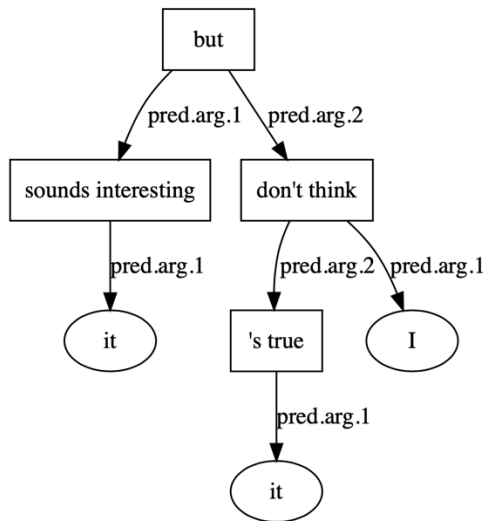 but
pred.arg.1 pred.arg.2
sounds interesting don't think
pred.arg.1 pred.arg.2 pred.arg.1
it 's true I
pred.arg.1
it